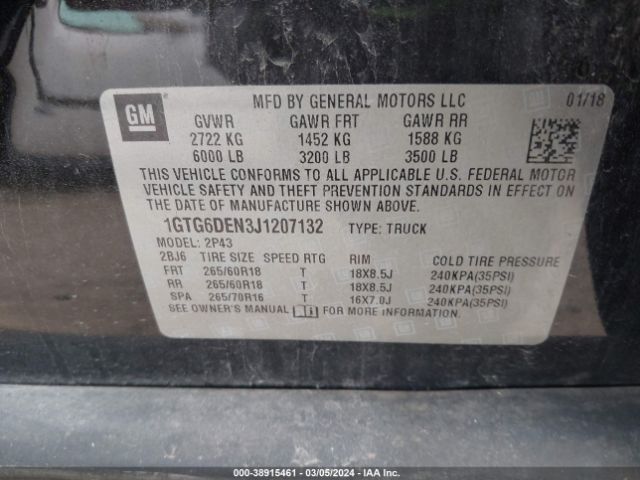 GM
MFD BY GENERAL MOTORS LLC 01/18
GVWR GAWR FRT GAWR RR
2722 KG 1452 KG 1588 KG
6000 LB 3200 LB 3500 LB
THIS VEHICLE CONFORMS TO ALL APPLICABLE U.S. FEDERAL MOTOR
VEHICLE SAFETY AND THEFT PREVENTION STANDARDS IN EFFECT ON
THE DATE OF MANUFACTURE SHOWN ABOVE.
1GTG6DEN3J1207132 TYPE: TRUCK
MODEL: 2P43
2BJ6 TIRE SIZE SPEED RTG RIM COLD TIRE PRESSURE
FRT 265/60R18 T 18X8.5J 240KPA(35PSI)
RR 265/60R18 T 18X8.5J 240KPA(35PSI)
SPA 265/70R16 T 16X7.0J 240KPA(35PSI)
SEE OWNER'S MANUAL FOR MORE INFORMATION.
000-38915461 - 03/05/2024 - IAA Inc.